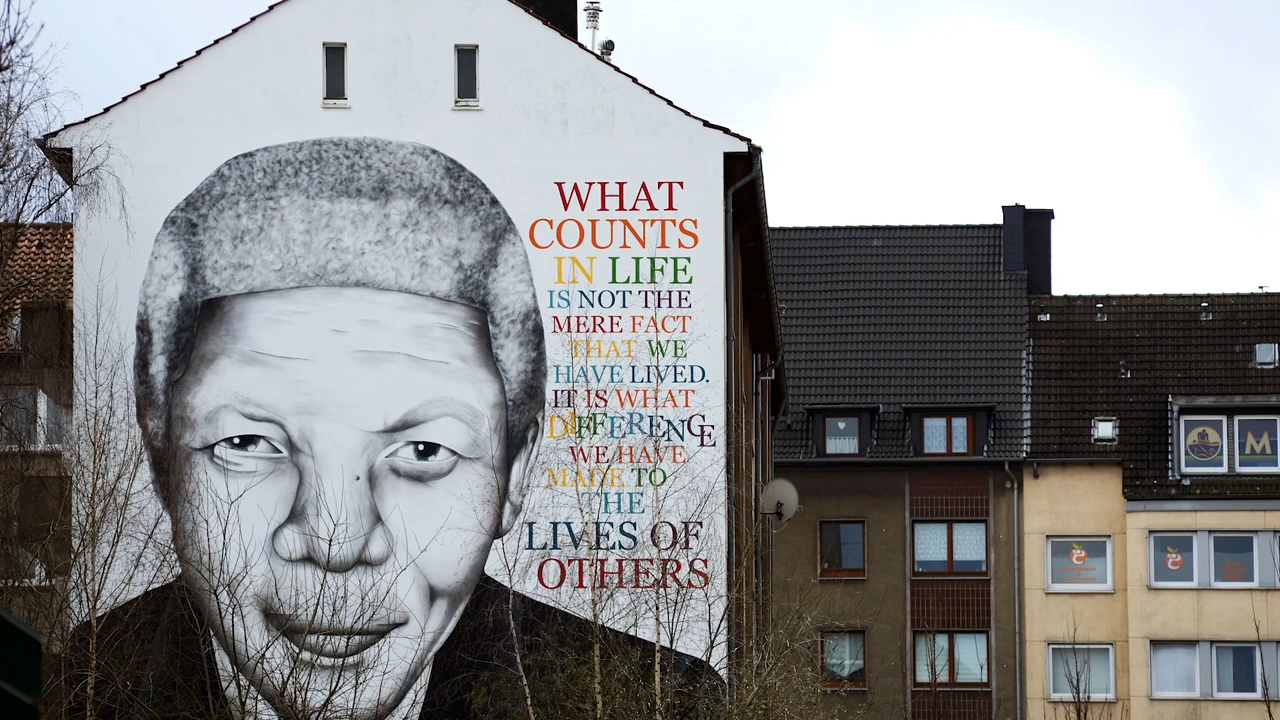 WHAT
COUNTS
IN LIFE
IS NOT THE
MERE FACT
THAT WE
HAVE LIVED.
IT IS WHAT
DIFFERENCE
WE HAVE
MADE TO
THE
LIVES OF
OTHERS
M